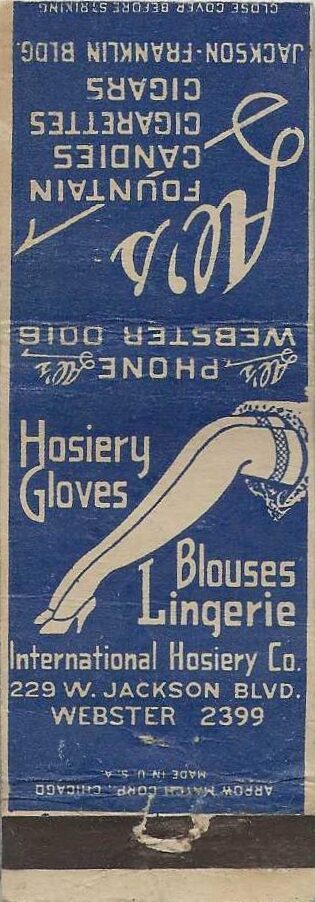 Al's PHONE Al's
WEBSTER 0016
Al's
FOUNTAIN
CANDIES
CIGARETTES
CIGARS
JACKSON-FRANKLIN BLDG.
CLOSE COVER BEFORE STRIKING
Hosiery
Gloves
Blouses
Lingerie
International Hosiery Co.
229 W. JACKSON BLVD.
WEBSTER 2399
ARROW MATCH CORP., CHICAGO
MADE IN U. S. A.